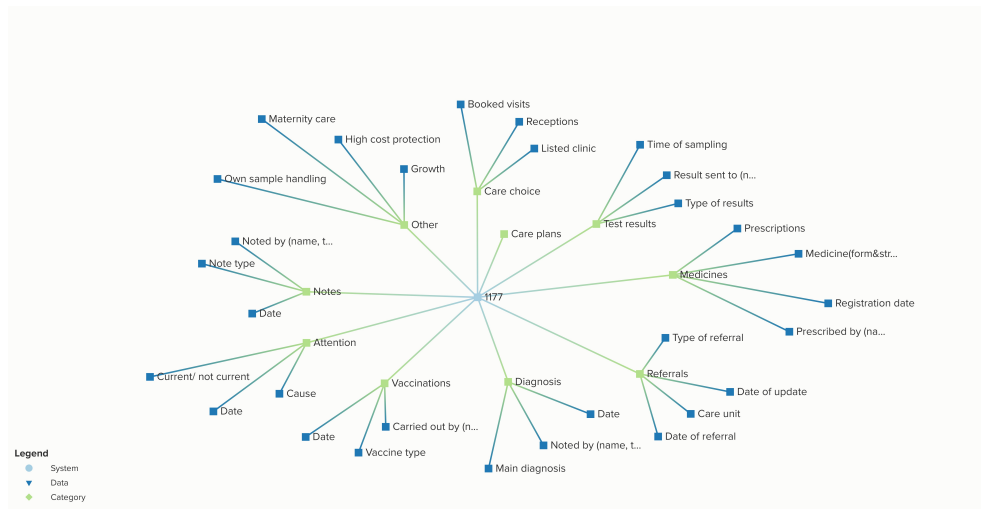 Booked visits
Maternity care
Receptions
High cost protection
Time of sampling
Listed clinic
Growth
Result sent to (n...
Own sample handling
Care choice
Type of results
Other
Test results
Prescriptions
Care plans
Noted by (name, t...
Medicine(form&str...
Note type
Medicines
Notes
1177
Registration date
Date
Prescribed by (na...
Type of referral
Attention
Current/ not current
Referrals
Vaccinations
Diagnosis
Cause
Date of update
Date
Date
Care unit
Carried out by (n...
Date
Date of referral
Noted by (name, t...
Vaccine type
Main diagnosis
Legend
System
Data
Category